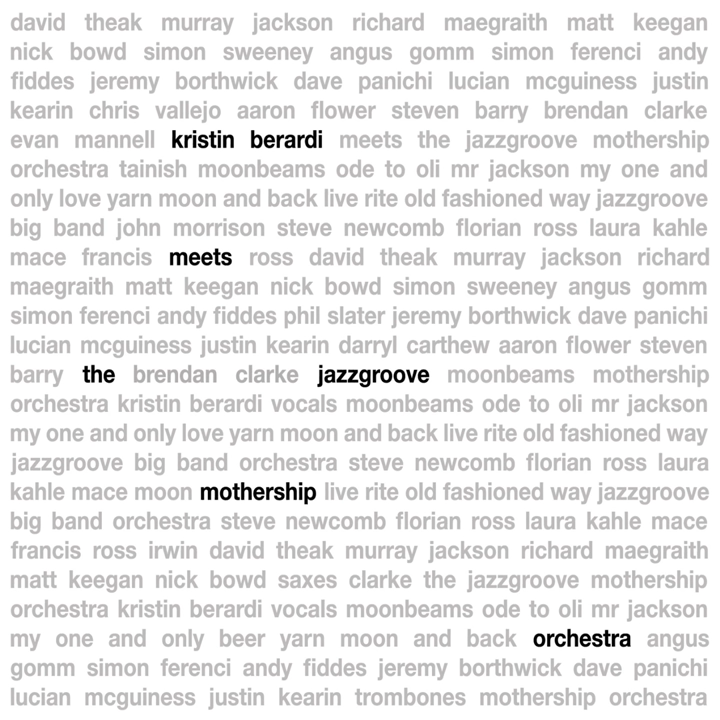 david theak murray jackson richard maegraith matt keegan
nick bowd simon sweeney angus gomm simon ferenci andy
fiddes jeremy borthwick dave panichi lucian mcguiness justin
kearin chris vallejo aaron flower steven barry brendan clarke
evan mannell kristin berardi meets the jazzgroove mothership
orchestra tainish moonbeams ode to oli mr jackson my one and
only love yarn moon and back live rite old fashioned way jazzgroove
big band john morrison steve newcomb florian ross laura kahle
mace francis meets ross david theak murray jackson richard
maegraith matt keegan nick bowd simon sweeney angus gomm
simon ferenci andy fiddes phil slater jeremy borthwick dave panichi
lucian mcguiness justin kearin darryl carthew aaron flower steven
barry the brendan clarke jazzgroove moonbeams mothership
orchestra kristin berardi vocals moonbeams ode to oli mr jackson
my one and only love yarn moon and back live rite old fashioned way
jazzgroove big band orchestra steve newcomb florian ross laura
kahle mace moon mothership live rite old fashioned way jazzgroove
big band orchestra steve newcomb florian ross laura kahle mace
francis ross irwin david theak murray jackson richard maegraith
matt keegan nick bowd saxes clarke the jazzgroove mothership
orchestra kristin berardi vocals moonbeams ode to oli mr jackson
my one and only beer yarn moon and back orchestra angus
gomm simon ferenci andy fiddes jeremy borthwick dave panichi
lucian mcguiness justin kearin trombones mothership orchestra